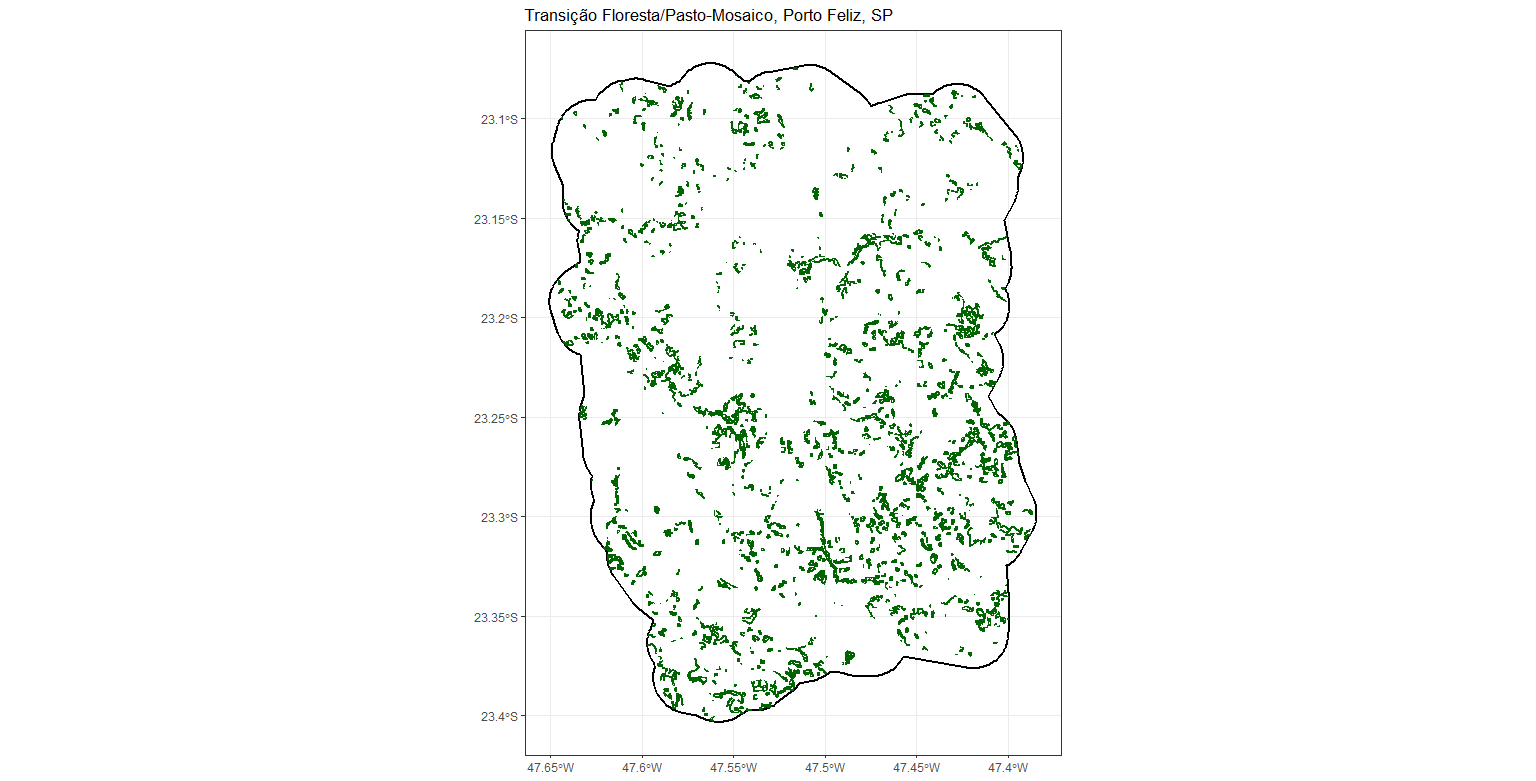 Transição Floresta/Pasto-Mosaico, Porto Feliz, SP
23.1°S
23.15°S
23.2°S
23.25°S
23.3°S
23.35°S
23.4°S
47.65°W 47.6°W 47.55°W 47.5°W 47.45°W 47.4°W